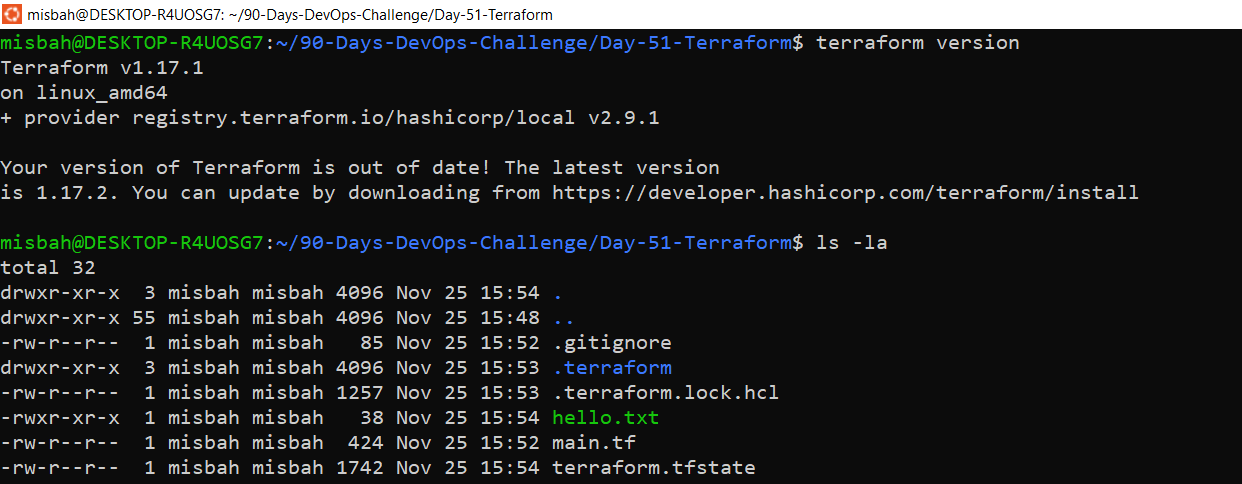 misbah@DESKTOP-R4UOSG7: ~/90-Days-DevOps-Challenge/Day-51-Terraform
misbah@DESKTOP-R4UOSG7:~/90-Days-DevOps-Challenge/Day-51-Terraform$ terraform version
Terraform v1.17.1
on linux_amd64
+ provider registry.terraform.io/hashicorp/local v2.9.1
Your version of Terraform is out of date! The latest version
is 1.17.2. You can update by downloading from https://developer.hashicorp.com/terraform/install
misbah@DESKTOP-R4UOSG7:~/90-Days-DevOps-Challenge/Day-51-Terraform$ ls -la
total 32
drwxr-xr-x  3 misbah misbah 4096 Nov 25 15:54 .
drwxr-xr-x 55 misbah misbah 4096 Nov 25 15:48 ..
-rw-r--r--  1 misbah misbah   85 Nov 25 15:52 .gitignore
drwxr-xr-x  3 misbah misbah 4096 Nov 25 15:53 .terraform
-rw-r--r--  1 misbah misbah 1257 Nov 25 15:53 .terraform.lock.hcl
-rwxr-xr-x  1 misbah misbah   38 Nov 25 15:54 hello.txt
-rw-r--r--  1 misbah misbah  424 Nov 25 15:52 main.tf
-rw-r--r--  1 misbah misbah 1742 Nov 25 15:54 terraform.tfstate